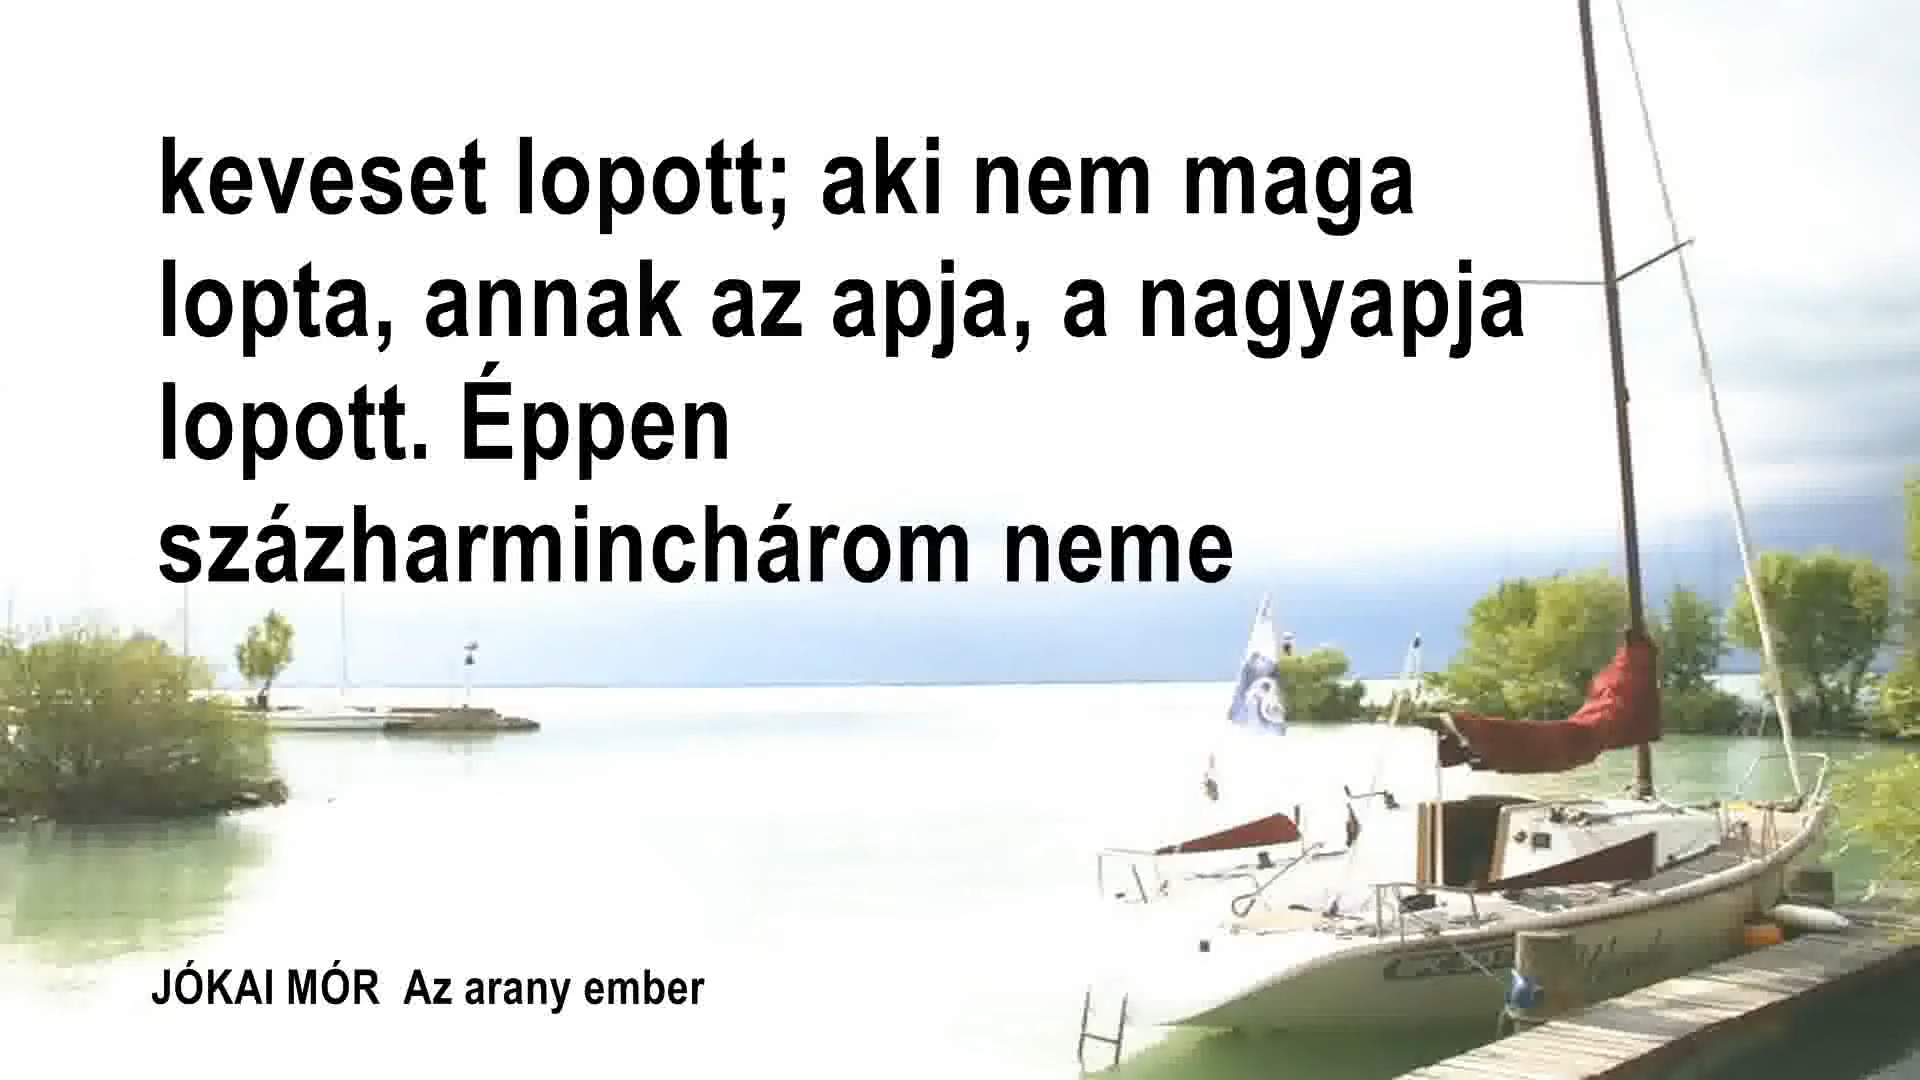 keveset lopott; aki nem maga
lopta, annak az apja, a nagyapja
lopott. Éppen
százharminchárom neme
JÓKAI MÓR Az arany ember